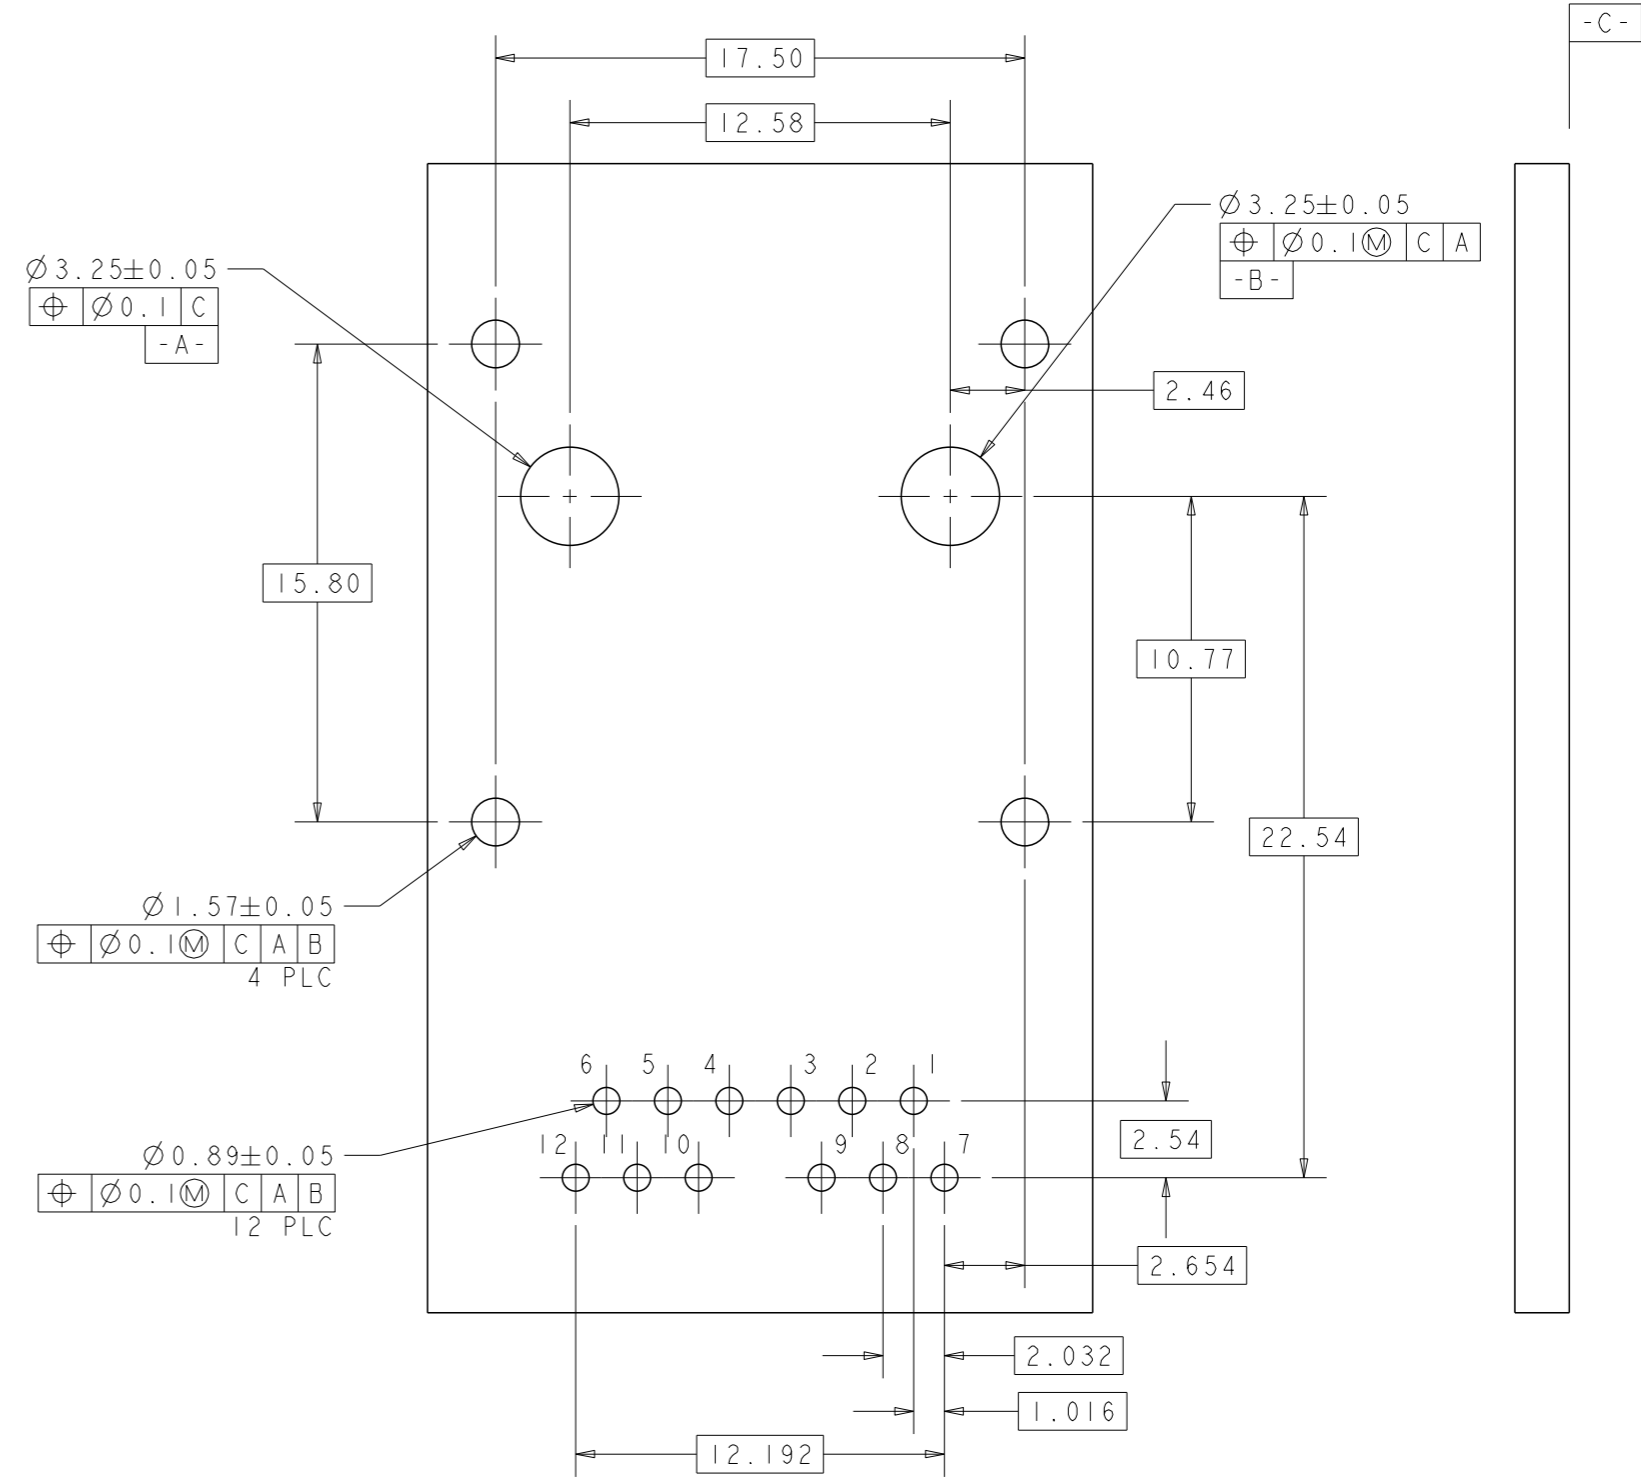 -C-
17.50
12.58
Ø3.25±0.05
⌖ Ø0.1Ⓜ C A
-B-
Ø3.25±0.05
⌖ Ø0.1 C
-A-
2.46
15.80
10.77
22.54
Ø1.57±0.05
⌖ Ø0.1Ⓜ C A B
4 PLC
6 5 4 3 2 1
2.54
12 11 10 9 8 7
Ø0.89±0.05
⌖ Ø0.1Ⓜ C A B
12 PLC
2.654
2.032
1.016
12.192